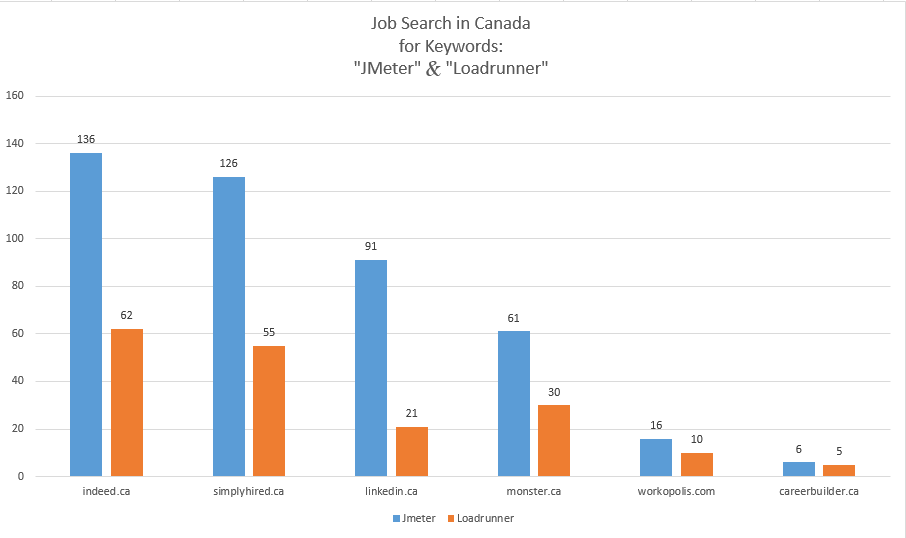 Job Search in Canada
for Keywords:
"JMeter" & "Loadrunner"
160
140
120
100
80
60
40
20
0
136
62
126
55
91
21
61
30
16
10
6
5
indeed.ca
simplyhired.ca
linkedin.ca
monster.ca
workopolis.com
careerbuilder.ca
Jmeter
Loadrunner